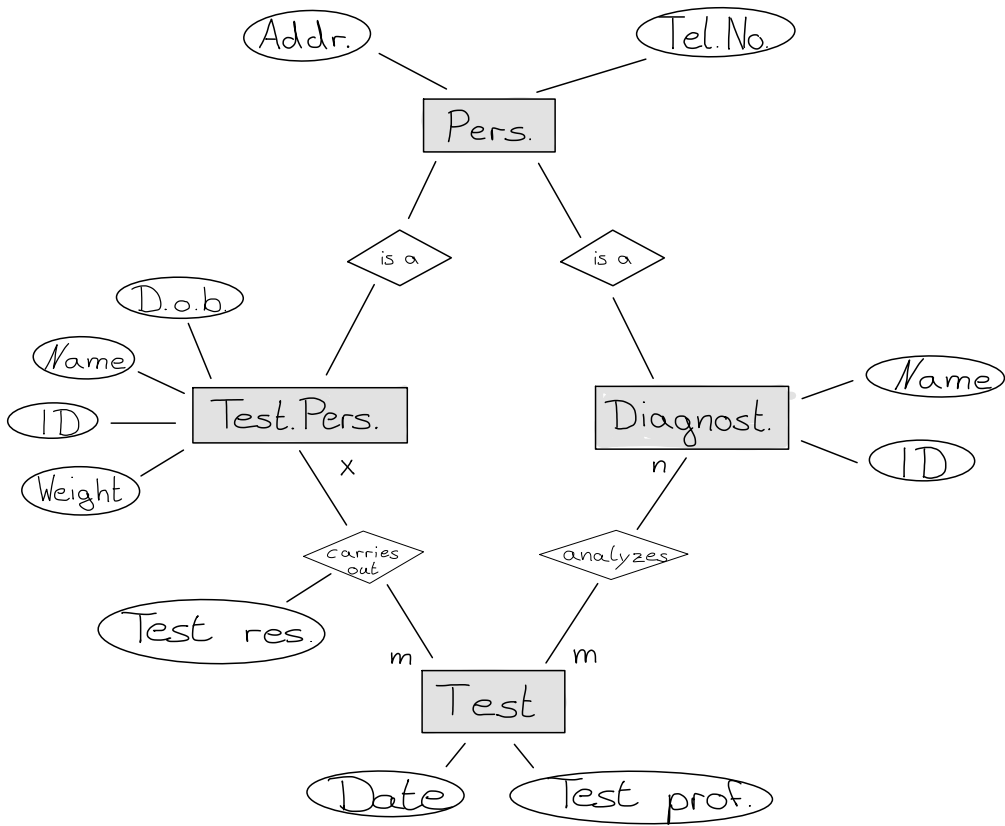 Addr.
Tel.No.
Pers.
is a
is a
D.o.b.
Name
ID
Weight
Test.Pers.
Diagnost.
Name
ID
x
n
carries
out
analyzes
Test res.
m
m
Test
Date
Test prof.